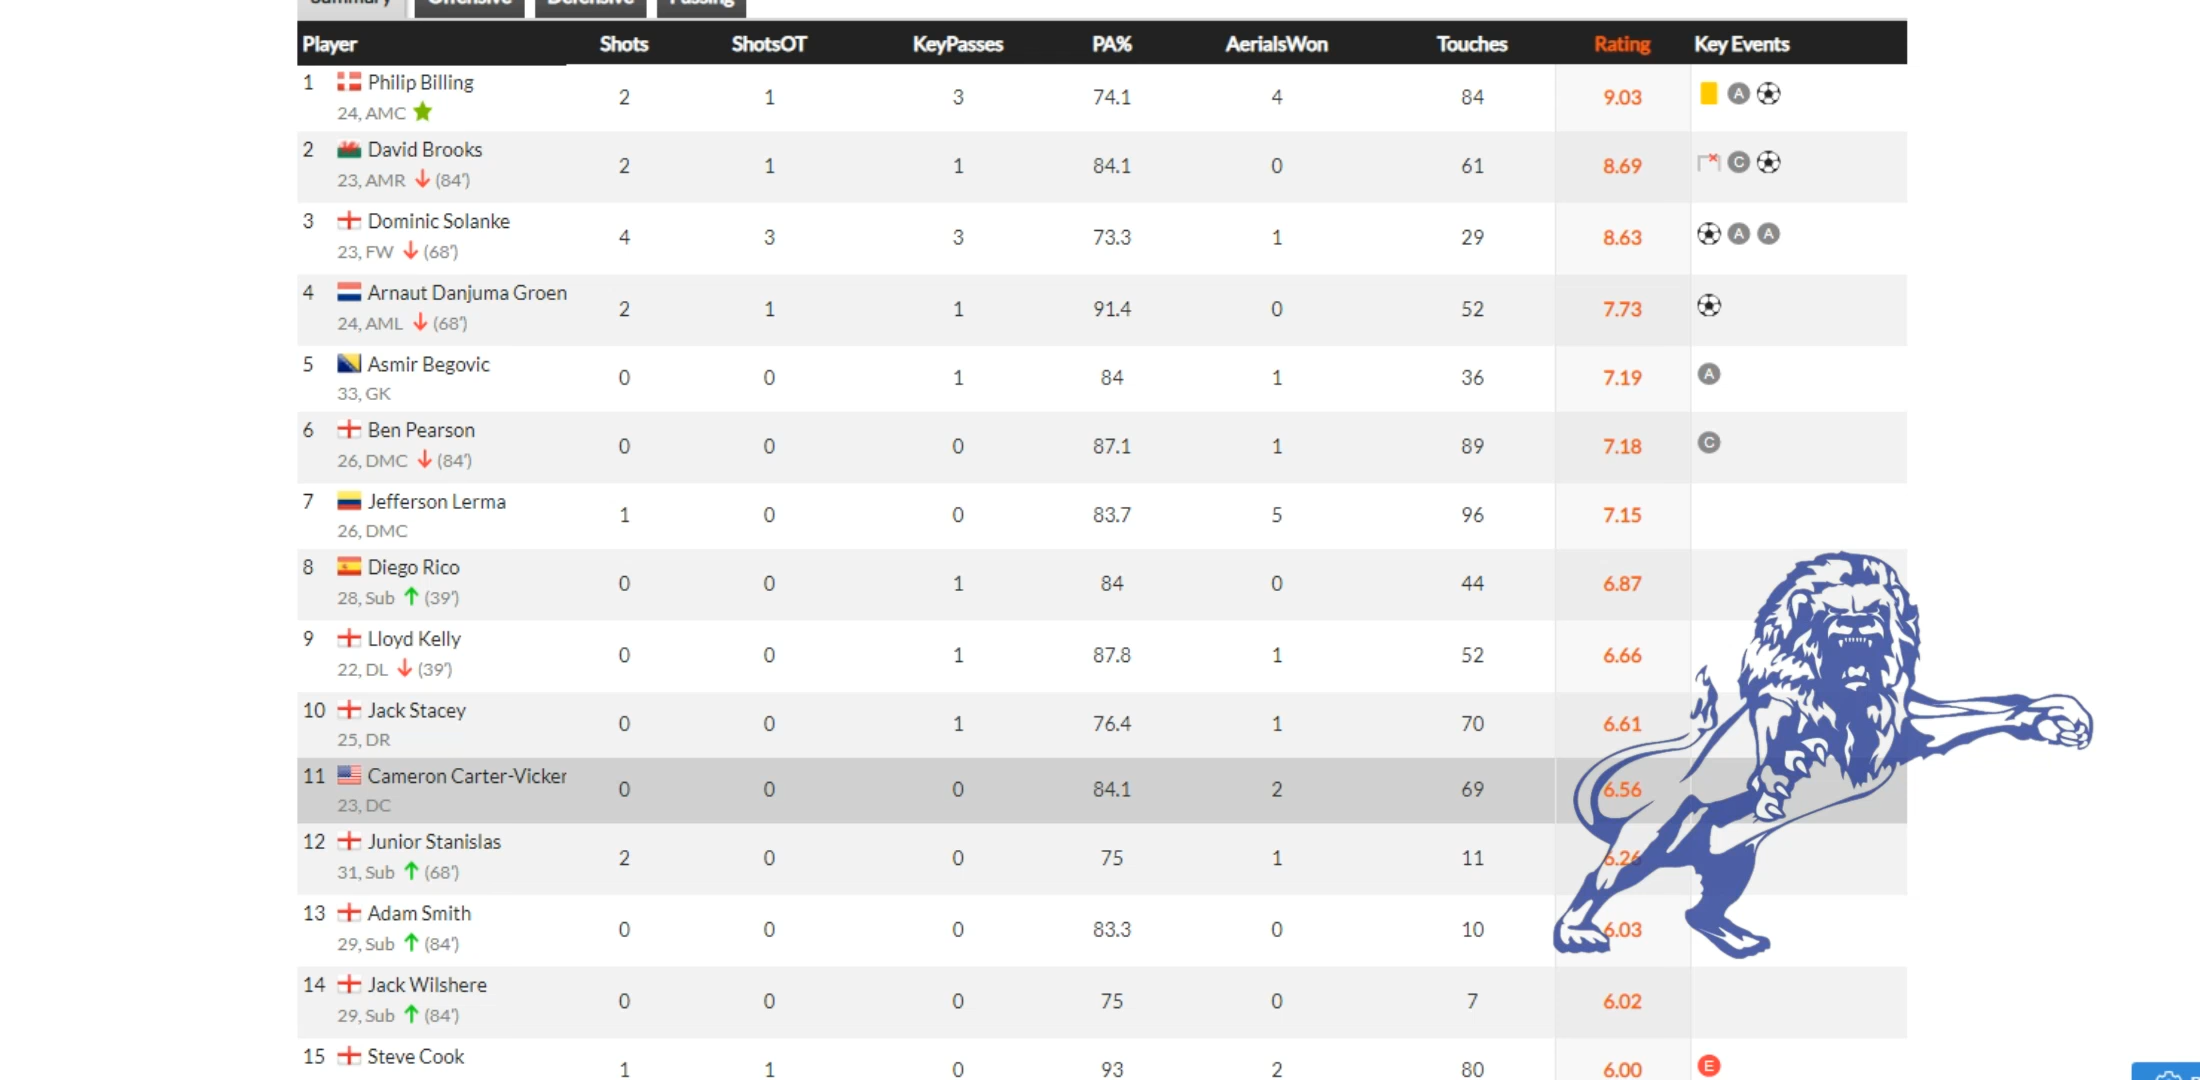 Summary Offensive Defensive Passing
Player Shots ShotsOT KeyPasses PA% AerialsWon Touches Rating Key Events
1 Philip Billing
24, AMC 2 1 3 74.1 4 84 9.03 A
2 David Brooks
23, AMR (84') 2 1 1 84.1 0 61 8.69 C
3 Dominic Solanke
23, FW (68') 4 3 3 73.3 1 29 8.63 A A
4 Arnaut Danjuma Groen
24, AML (68') 2 1 1 91.4 0 52 7.73
5 Asmir Begovic
33, GK 0 0 1 84 1 36 7.19 A
6 Ben Pearson
26, DMC (84') 0 0 0 87.1 1 89 7.18 C
7 Jefferson Lerma
26, DMC 1 0 0 83.7 5 96 7.15
8 Diego Rico
28, Sub (39') 0 0 1 84 0 44 6.87
9 Lloyd Kelly
22, DL (39') 0 0 1 87.8 1 52 6.66
10 Jack Stacey
25, DR 0 0 1 76.4 1 70 6.61
11 Cameron Carter-Vicker
23, DC 0 0 0 84.1 2 69 6.56
12 Junior Stanislas
31, Sub (68') 2 0 0 75 1 11 6.26
13 Adam Smith
29, Sub (84') 0 0 0 83.3 0 10 6.03
14 Jack Wilshere
29, Sub (84') 0 0 0 75 0 7 6.02
15 Steve Cook
1 1 0 93 2 80 6.00 E